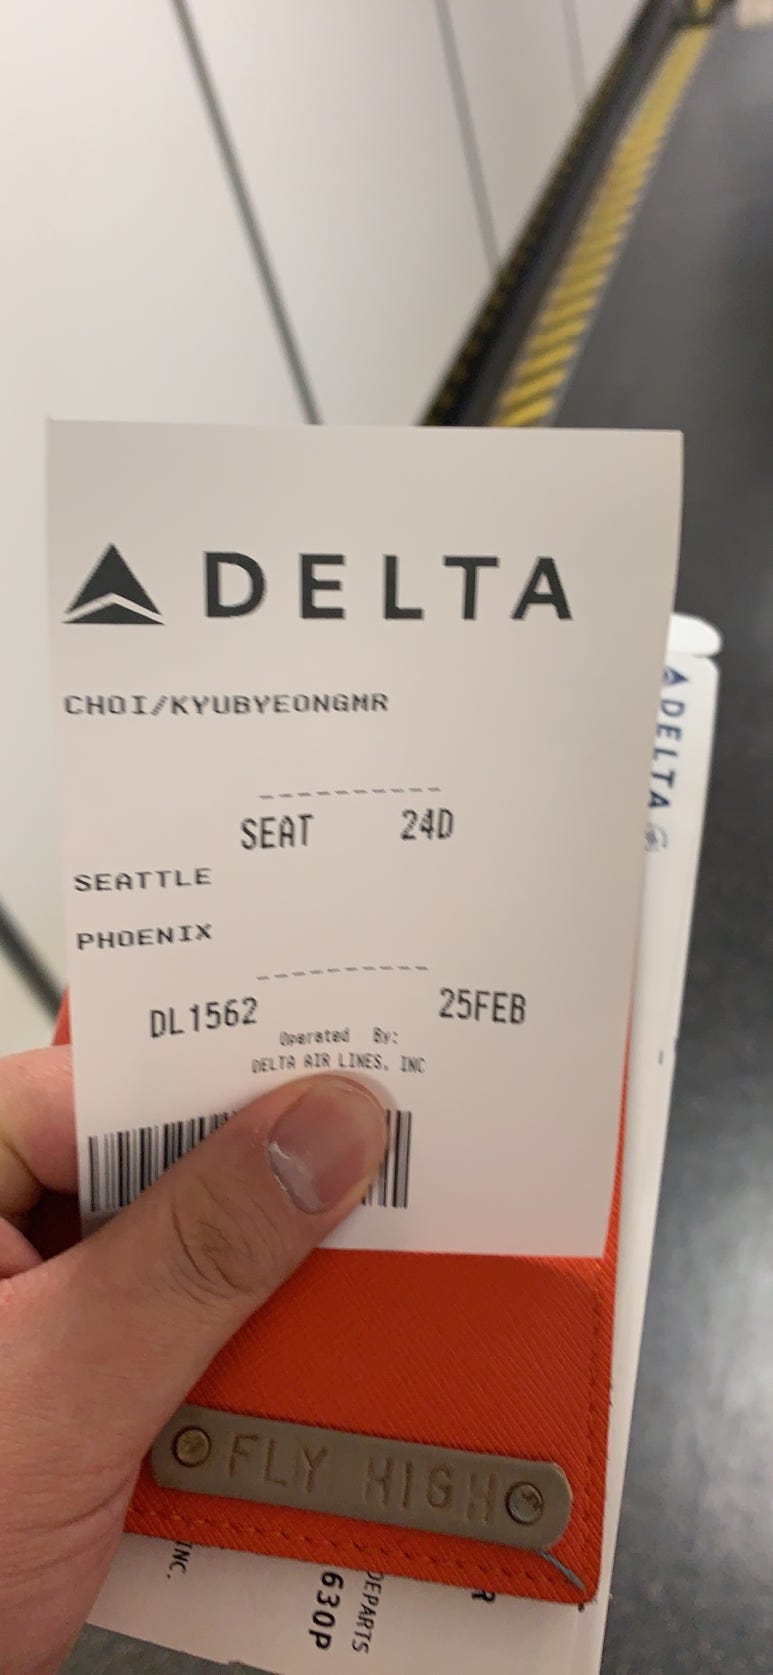 DELTA
CHOI/KYUBYEONGMR
SEAT 24D
SEATTLE
PHOENIX
DL1562 25FEB
Operated By:
DELTA AIR LINES, INC
DELTA
FLY HIGH
INC.
DEPARTS
630P
R